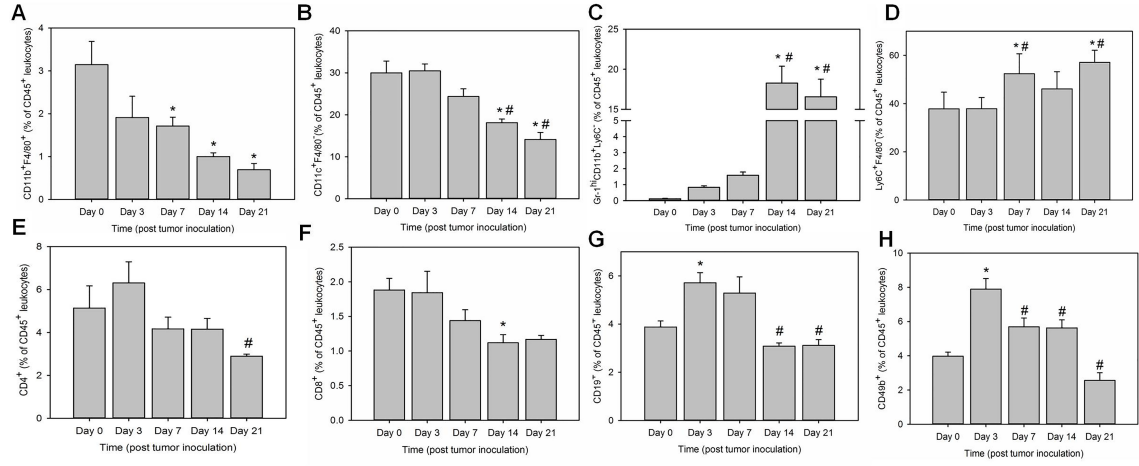 A
CD11b+F4/80+ (% of CD45+ leukocytes)
4
3
2
1
0
* * *
Day 0 Day 3 Day 7 Day 14 Day 21
Time (post tumor inoculation)
B
CD11c+F4/80- (% of CD45+ leukocytes)
40
30
20
10
0
* # * #
Day 0 Day 3 Day 7 Day 14 Day 21
Time (post tumor inoculation)
C
Gr-1hiCD11b+Ly6C- (% of CD45+ leukocytes)
25
20
15
5
4
3
2
1
0
* # * #
Day 0 Day 3 Day 7 Day 14 Day 21
Time (post tumor inoculation)
D
Ly6C+F4/80-(% of CD45+ leukocytes)
60
40
20
0
* # * #
Day 0 Day 3 Day 7 Day 14 Day 21
Time (post tumor inoculation)
E
CD4+ (% of CD45+ leukocytes)
8
6
4
2
0
#
Day 0 Day 3 Day 7 Day 14 Day 21
Time (post tumor inoculation)
F
CD8+ (% of CD45+ leukocytes)
2.5
2.0
1.5
1.0
0.5
0.0
*
Day 0 Day 3 Day 7 Day 14 Day 21
Time (post tumor inoculation)
G
CD19+ (% of CD45+ leukocytes)
6
4
2
0
* # #
Day 0 Day 3 Day 7 Day 14 Day 21
Time (post tumor inoculation)
H
CD49b+ (% of CD45+ leukocytes)
10
8
6
4
2
0
* # # #
Day 0 Day 3 Day 7 Day 14 Day 21
Time (post tumor inoculation)